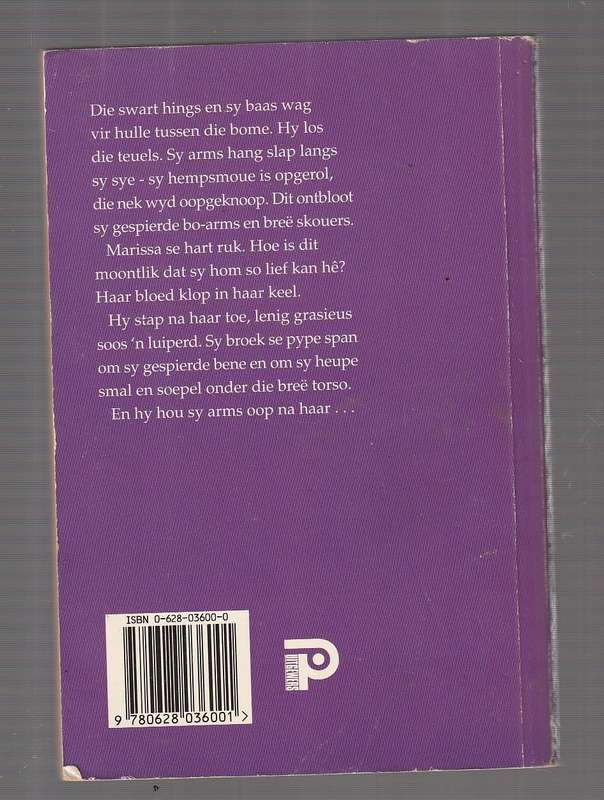 Die swart hings en sy baas wag
vir hulle tussen die bome. Hy los
die teuels. Sy arms hang slap langs
sy sye - sy hempsmoue is opgerol,
die nek wyd oopgeknoop. Dit ontbloot
sy gespierde bo-arms en breë skouers.
Marissa se hart ruk. Hoe is dit
moontlik dat sy hom so lief kan hê?
Haar bloed klop in haar keel.
Hy stap na haar toe, lenig grasieus
soos 'n luiperd. Sy broek se pype span
om sy gespierde bene en om sy heupe
smal en soepel onder die breë torso.
En hy hou sy arms oop na haar . . .
ISBN 0-628-03600-0
9 780628 036001 >
UITGEWERS